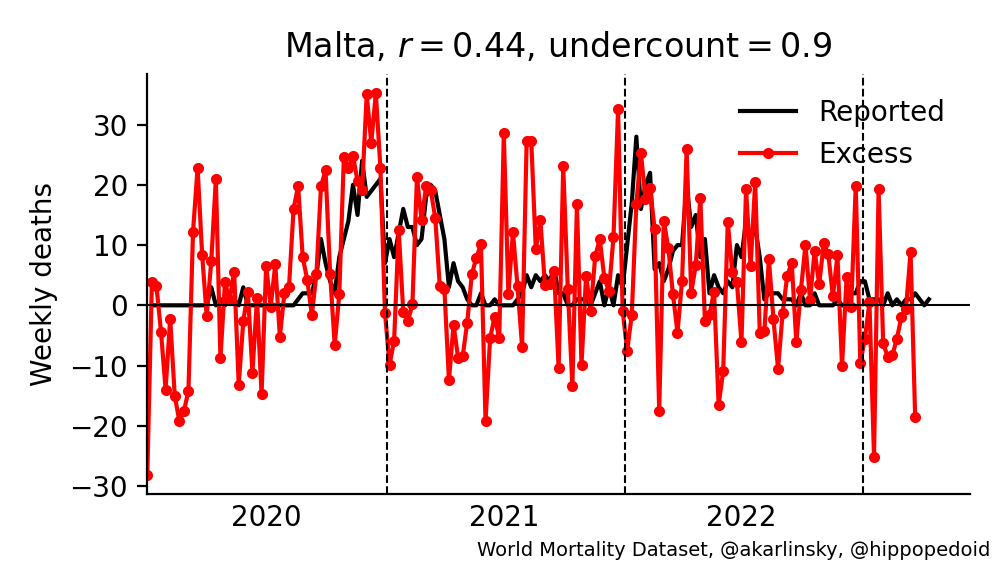 Malta, r = 0.44, undercount = 0.9
Reported
Excess
Weekly deaths
30
20
10
0
−10
−20
−30
2020 2021 2022
World Mortality Dataset, @akarlinsky, @hippopedoid